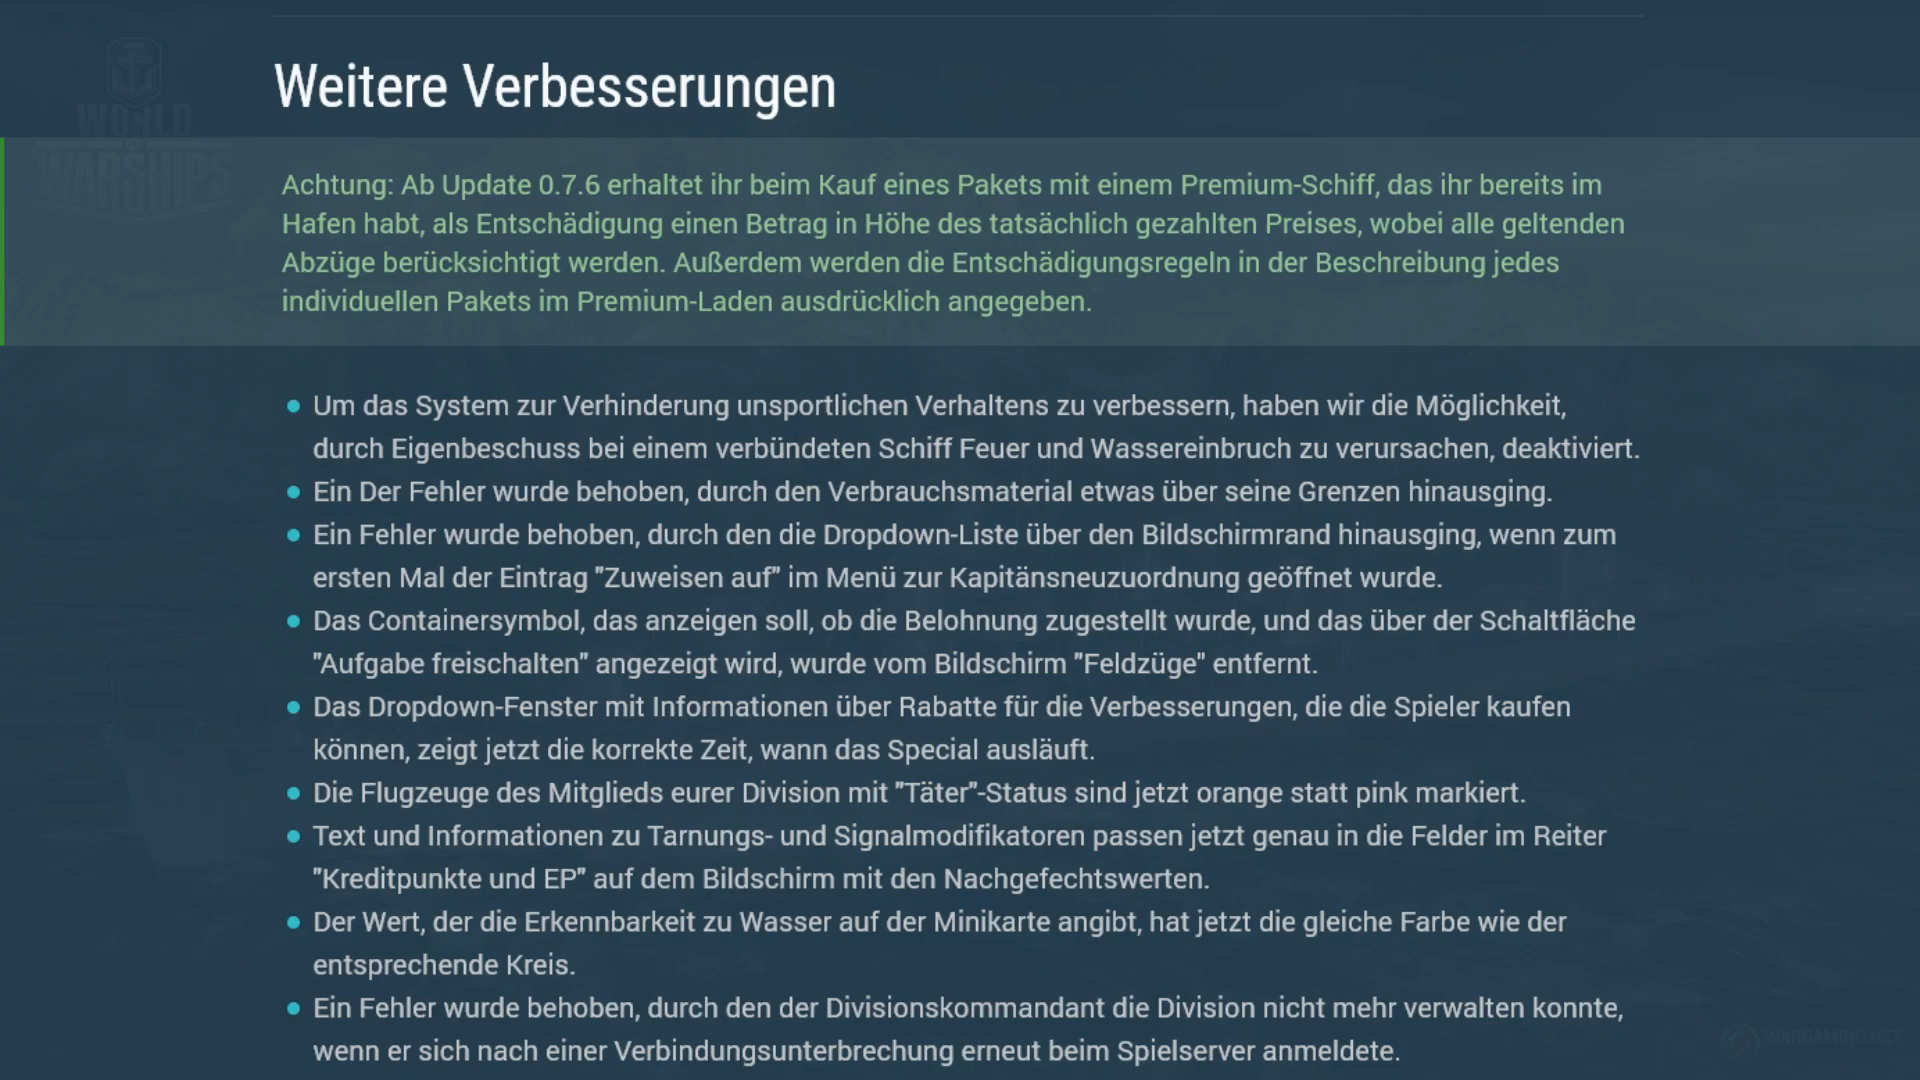 Weitere Verbesserungen
WORLD
OF
WARSHIPS
Achtung: Ab Update 0.7.6 erhaltet ihr beim Kauf eines Pakets mit einem Premium-Schiff, das ihr bereits im
Hafen habt, als Entschädigung einen Betrag in Höhe des tatsächlich gezahlten Preises, wobei alle geltenden
Abzüge berücksichtigt werden. Außerdem werden die Entschädigungsregeln in der Beschreibung jedes
individuellen Pakets im Premium-Laden ausdrücklich angegeben.
Um das System zur Verhinderung unsportlichen Verhaltens zu verbessern, haben wir die Möglichkeit,
durch Eigenbeschuss bei einem verbündeten Schiff Feuer und Wassereinbruch zu verursachen, deaktiviert.
Ein Der Fehler wurde behoben, durch den Verbrauchsmaterial etwas über seine Grenzen hinausging.
Ein Fehler wurde behoben, durch den die Dropdown-Liste über den Bildschirmrand hinausging, wenn zum
ersten Mal der Eintrag "Zuweisen auf" im Menü zur Kapitänsneuzuordnung geöffnet wurde.
Das Containersymbol, das anzeigen soll, ob die Belohnung zugestellt wurde, und das über der Schaltfläche
"Aufgabe freischalten" angezeigt wird, wurde vom Bildschirm "Feldzüge" entfernt.
Das Dropdown-Fenster mit Informationen über Rabatte für die Verbesserungen, die die Spieler kaufen
können, zeigt jetzt die korrekte Zeit, wann das Special ausläuft.
Die Flugzeuge des Mitglieds eurer Division mit "Täter"-Status sind jetzt orange statt pink markiert.
Text und Informationen zu Tarnungs- und Signalmodifikatoren passen jetzt genau in die Felder im Reiter
"Kreditpunkte und EP" auf dem Bildschirm mit den Nachgefechtswerten.
Der Wert, der die Erkennbarkeit zu Wasser auf der Minikarte angibt, hat jetzt die gleiche Farbe wie der
entsprechende Kreis.
Ein Fehler wurde behoben, durch den der Divisionskommandant die Division nicht mehr verwalten konnte,
wenn er sich nach einer Verbindungsunterbrechung erneut beim Spielserver anmeldete.
WARGAMING.NET